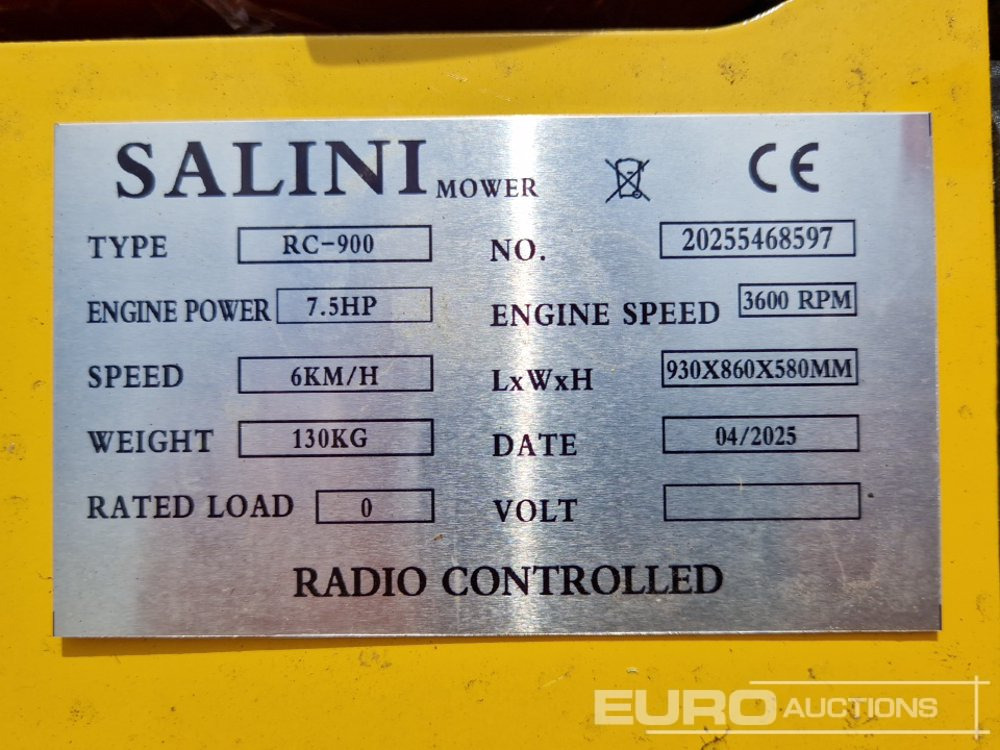 SALINI MOWER CE
TYPE RC-900 NO. 20255468597
ENGINE POWER 7.5HP ENGINE SPEED 3600 RPM
SPEED 6KM/H LxWxH 930X860X580MM
WEIGHT 130KG DATE 04/2025
RATED LOAD 0 VOLT
RADIO CONTROLLED
EURO AUCTIONS